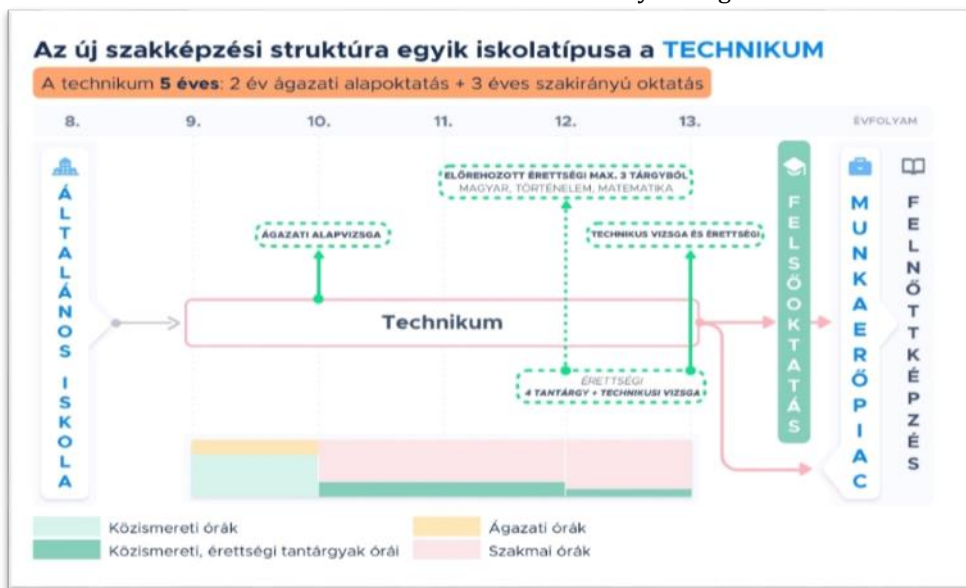 Az új szakképzési struktúra egyik iskolatípusa a TECHNIKUM
A technikum 5 éves: 2 év ágazati alapoktatás + 3 éves szakirányú oktatás
8. 9. 10. 11. 12. 13. ÉVFOLYAM
ÁLTALÁNOS ISKOLA
ELŐREHOZOTT ÉRETTSÉGI MAX. 3 TÁRGYBÓL
MAGYAR, TÖRTÉNELEM, MATEMATIKA
ÁGAZATI ALAPVIZSGA
TECHNIKUS VIZSGA ÉS ÉRETTSÉGI
Technikum
ÉRETTSÉGI
4 TANTÁRGY + TECHNIKUSI VIZSGA
FELSŐOKTATÁS
MUNKAERŐPIAC
FELNŐTTKÉPZÉS
Közismereti órák
Ágazati órák
Közismereti, érettségi tantárgyak órái
Szakmai órák